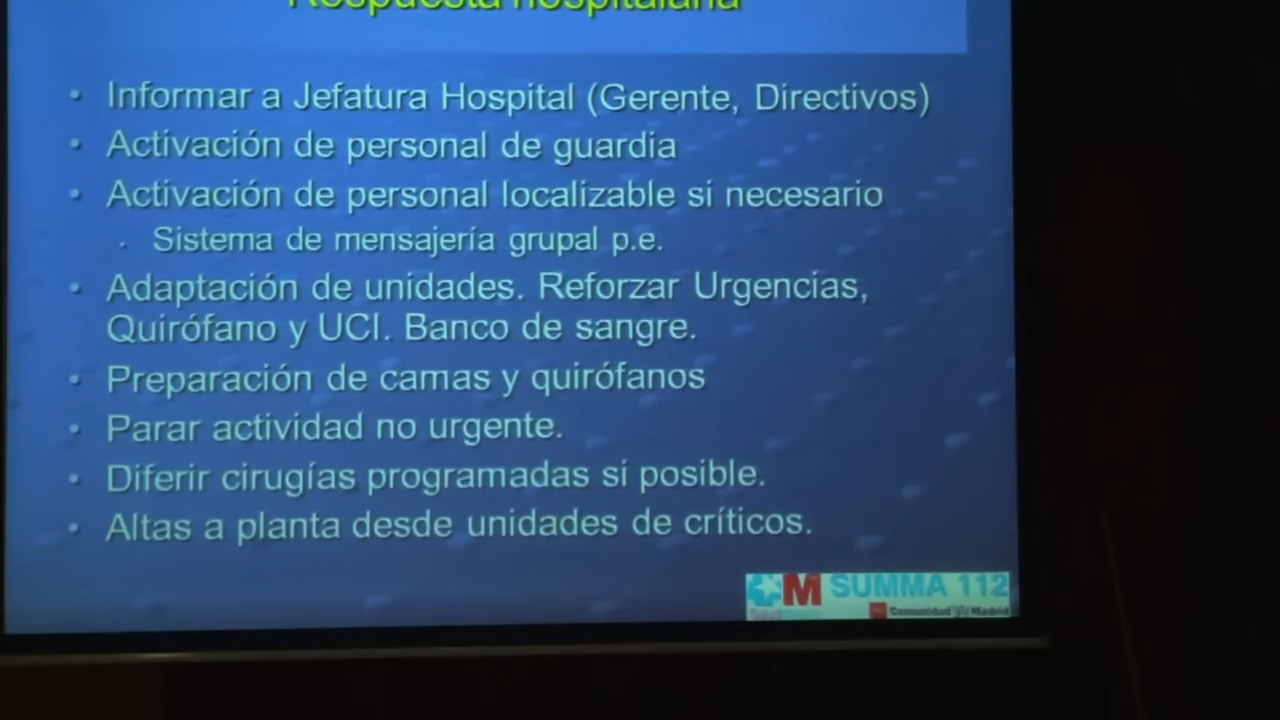 Respuesta hospitalaria
• Informar a Jefatura Hospital (Gerente, Directivos)
• Activación de personal de guardia
• Activación de personal localizable si necesario
• Sistema de mensajería grupal p.e.
• Adaptación de unidades. Reforzar Urgencias,
Quirófano y UCI. Banco de sangre.
• Preparación de camas y quirófanos
• Parar actividad no urgente.
• Diferir cirugías programadas si posible.
• Altas a planta desde unidades de críticos.
M SUMMA 112
Comunidad Madrid